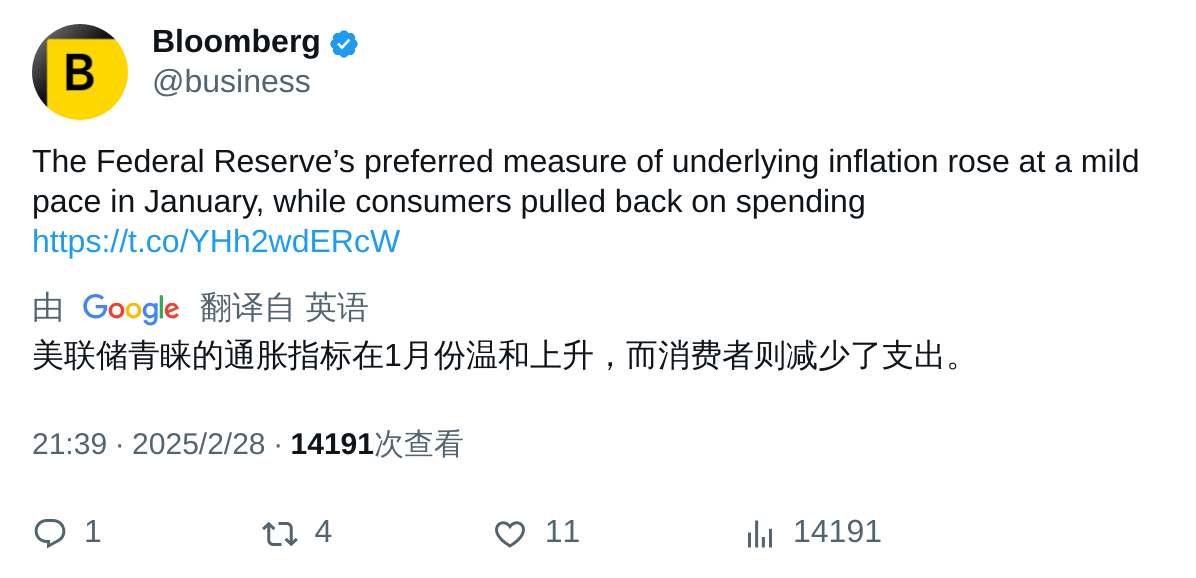 B
Bloomberg
@business
The Federal Reserve’s preferred measure of underlying inflation rose at a mild
pace in January, while consumers pulled back on spending
https://t.co/YHh2wdERcW
由 Google 翻译自 英语
美联储青睐的通胀指标在1月份温和上升，而消费者则减少了支出。
21:39 · 2025/2/28 · 14191次查看
1 4 11 14191